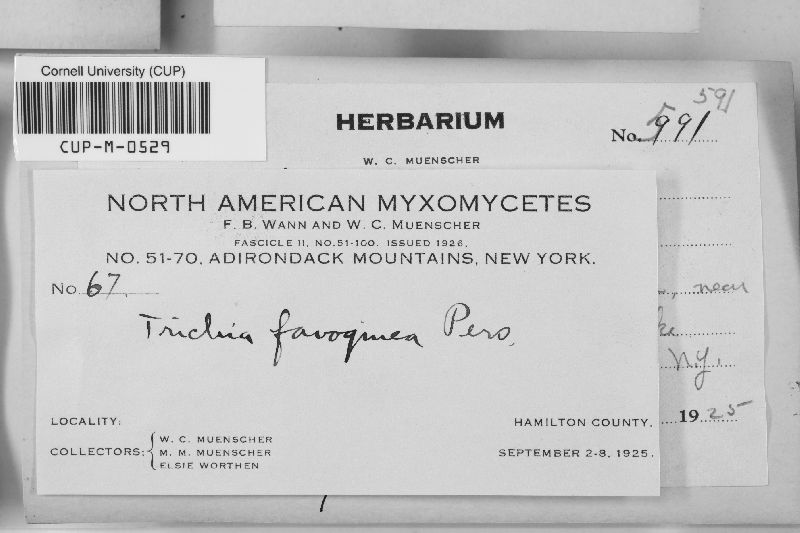 Cornell University (CUP)
CUP-M-0529
591
HERBARIUM
No. 591
W. C. MUENSCHER
NORTH AMERICAN MYXOMYCETES
F. B. WANN AND W. C. MUENSCHER
FASCICLE II, NO.51-100. ISSUED 1926.
NO. 51-70, ADIRONDACK MOUNTAINS, NEW YORK.
No. 67.
near
Trichia favoginea Pers.
N.Y.
LOCALITY:
HAMILTON COUNTY.
1925
COLLECTORS:
W. C. MUENSCHER
M. M. MUENSCHER
ELSIE WORTHEN
SEPTEMBER 2-8, 1925.